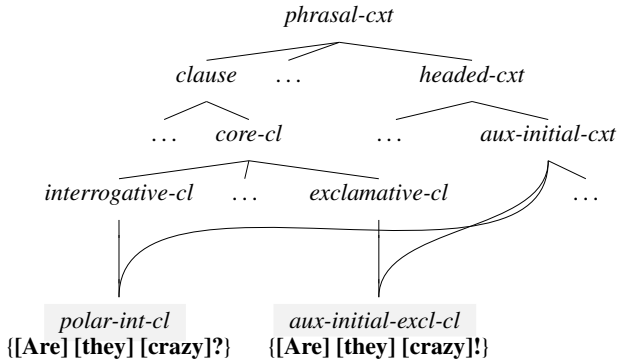 phrasal-cxt
clause ... headed-cxt
... core-cl ... aux-initial-cxt
interrogative-cl ... exclamative-cl ...
polar-int-cl aux-initial-excl-cl
{[Are] [they] [crazy]?} {[Are] [they] [crazy]!}